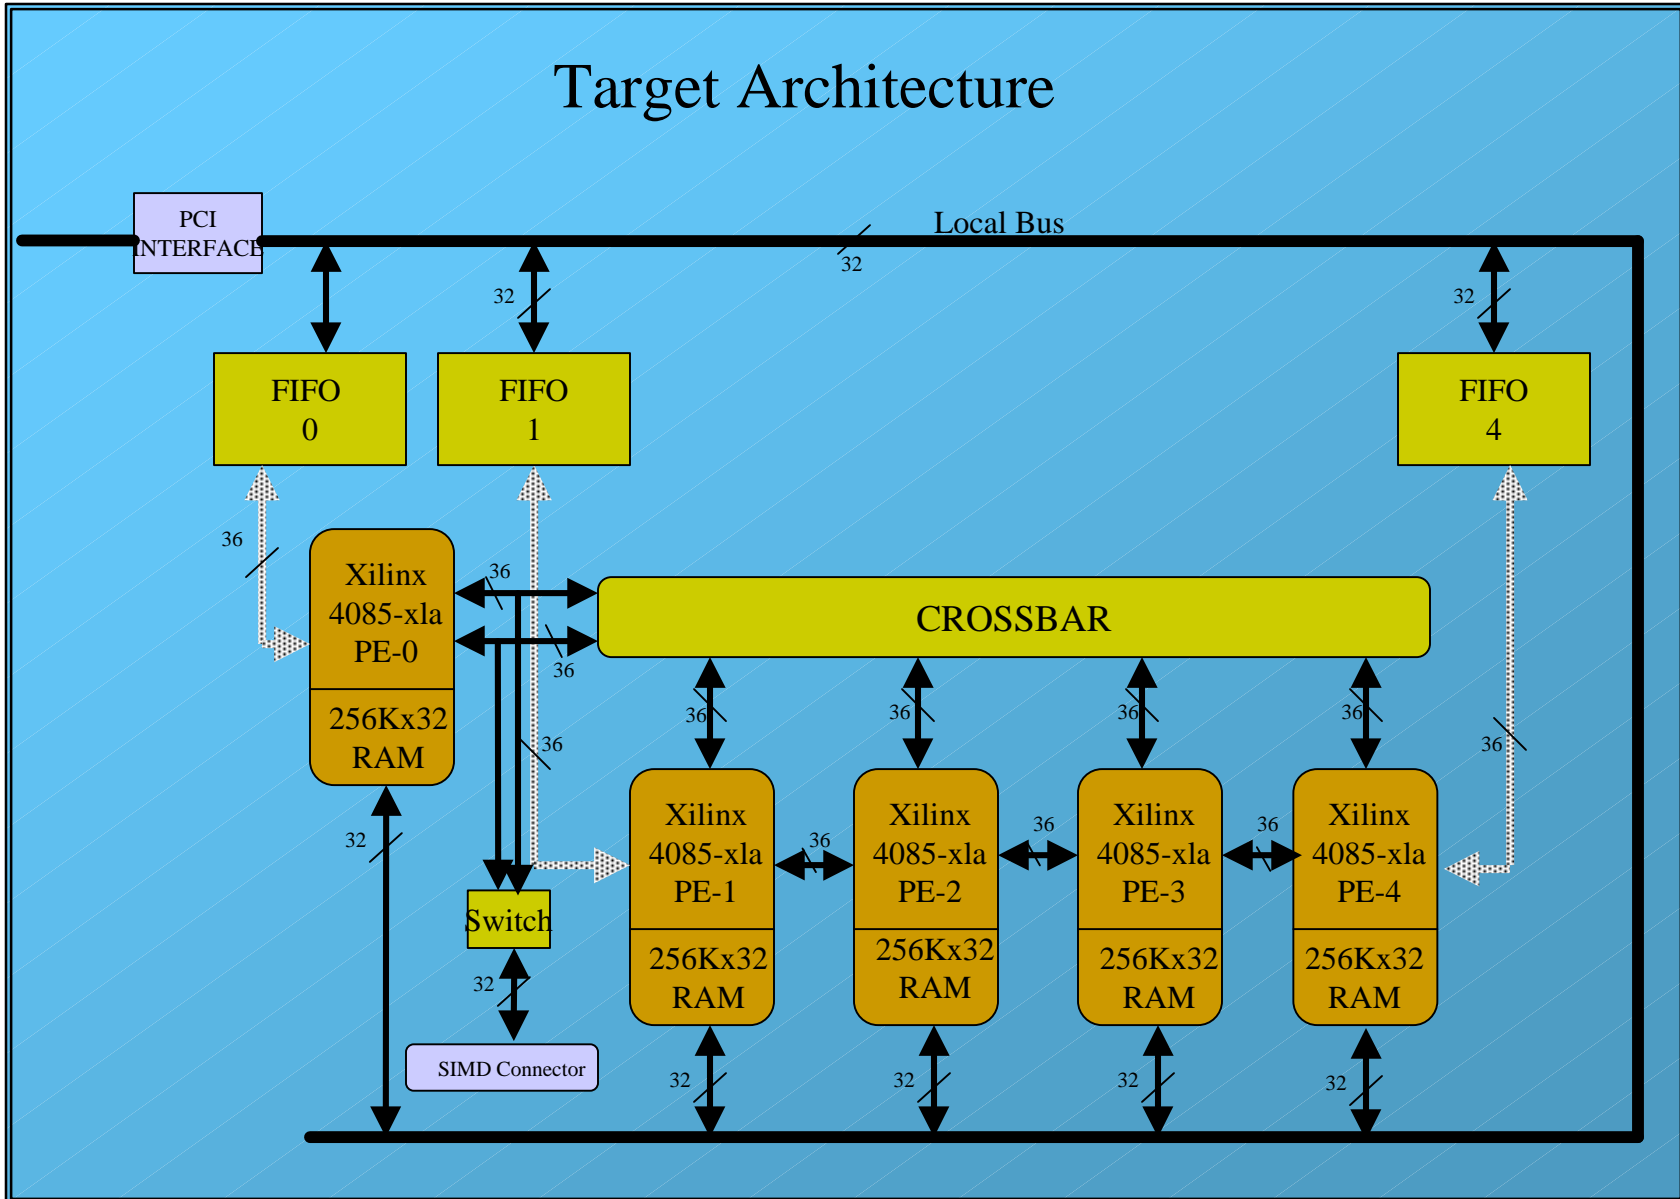 Target Architecture
PCI
INTERFACE
Local Bus
32
32
32
FIFO
0
FIFO
1
FIFO
4
36
36
36
36
36
Xilinx
4085-xla
PE-0
256Kx32
RAM
CROSSBAR
36
36
36
36
32
Xilinx
4085-xla
PE-1
256Kx32
RAM
36
Xilinx
4085-xla
PE-2
256Kx32
RAM
36
Xilinx
4085-xla
PE-3
256Kx32
RAM
36
Xilinx
4085-xla
PE-4
256Kx32
RAM
Switch
32
SIMD Connector
32
32
32
32